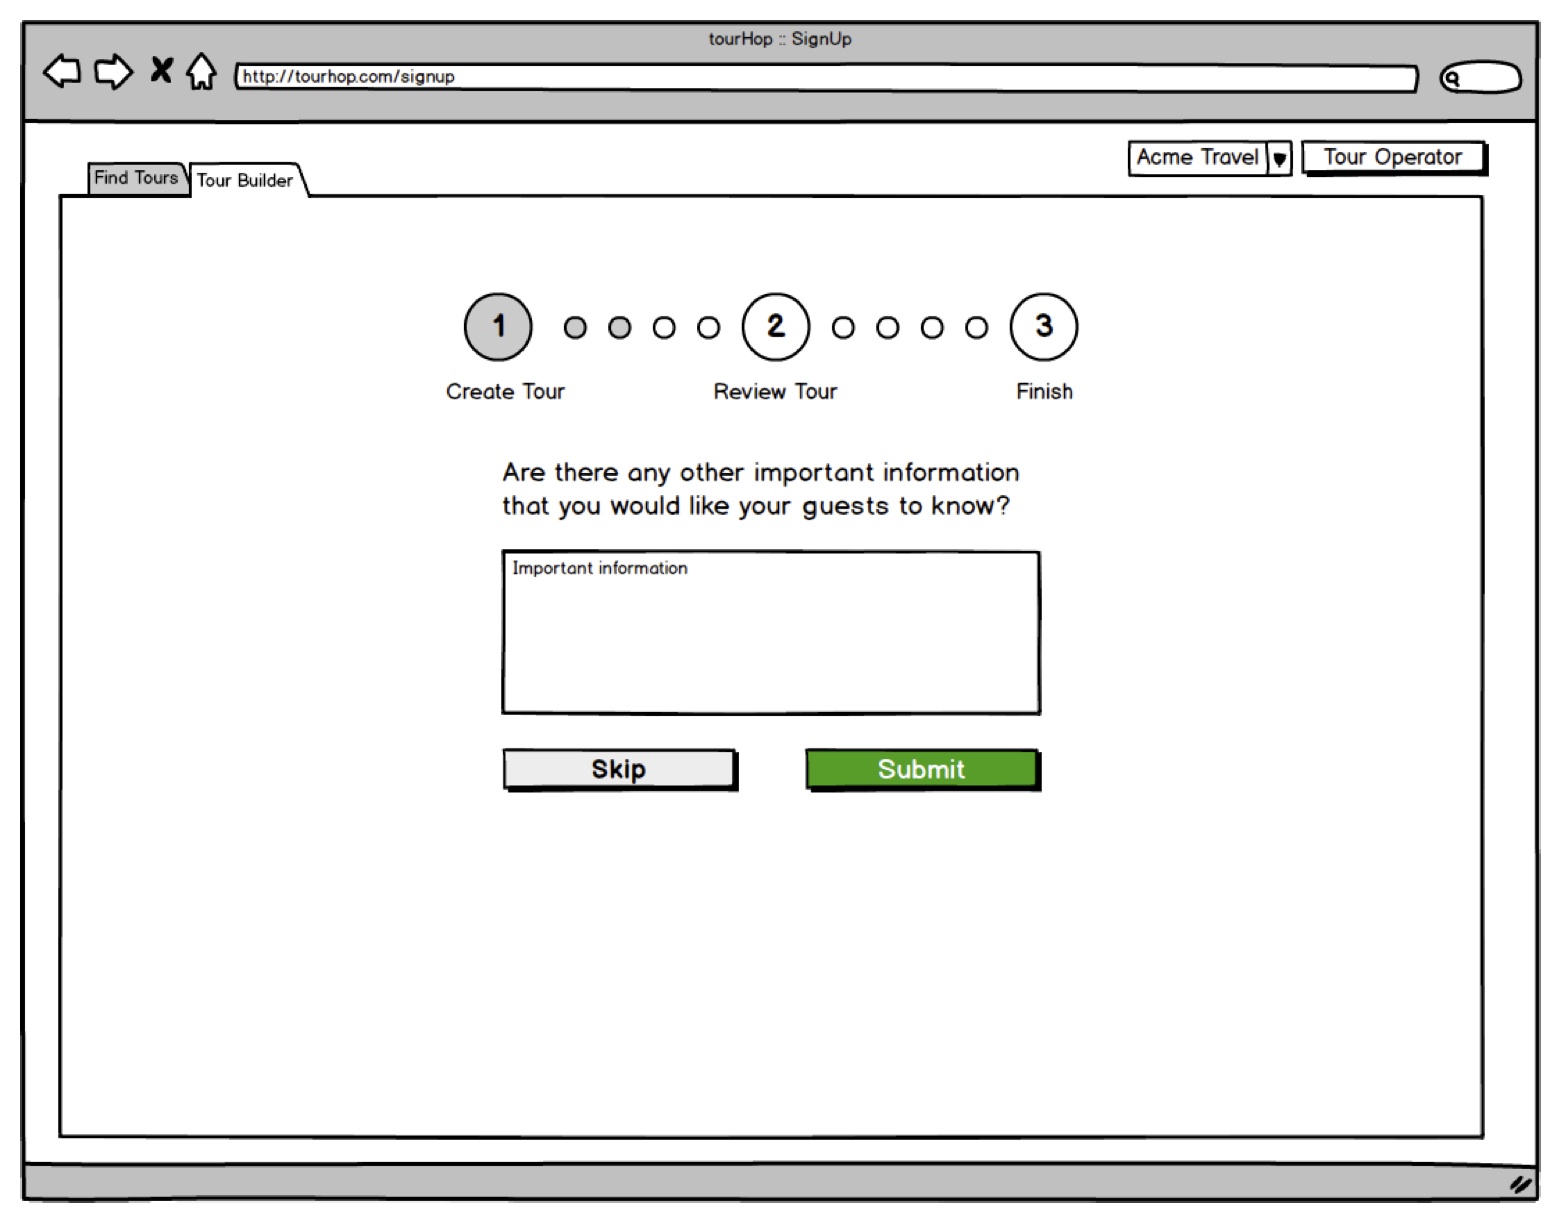 tourHop :: SignUp
http://tourhop.com/signup
Acme Travel
Tour Operator
Find Tours
Tour Builder
1
2
3
Create Tour
Review Tour
Finish
Are there any other important information
that you would like your guests to know?
Important information
Skip
Submit